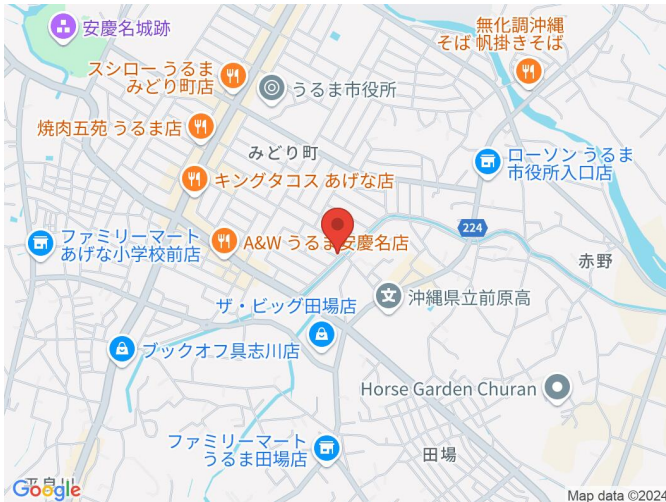 安慶名城跡
無化調沖縄
そば 帆掛きそば
スシロー うるま
みどり町店
うるま市役所
焼肉五苑 うるま店
みどり町
ローソン うるま
市役所入口店
キングタコス あげな店
224
ファミリーマート
あげな小学校前店
A&W うるま安慶名店
赤野
沖縄県立前原高
ザ・ビッグ田場店
ブックオフ具志川店
Horse Garden Churan
ファミリーマート
うるま田場店
田場
平良川
Google
Map data ©2024